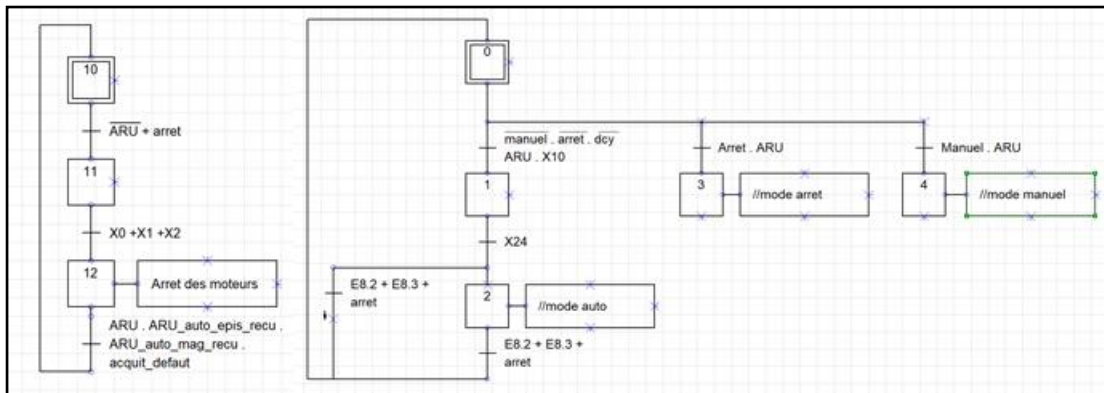 10
ARU + arret
11
X0 +X1 +X2
12
Arret des moteurs
ARU . ARU_auto_epis_recu .
ARU_auto_mag_recu .
acquit_defaut
0
manuel . arret . dcy
ARU . X10
1
X24
E8.2 + E8.3 +
arret
2
//mode auto
E8.2 + E8.3 +
arret
Arret . ARU
3
//mode arret
Manuel . ARU
4
//mode manuel